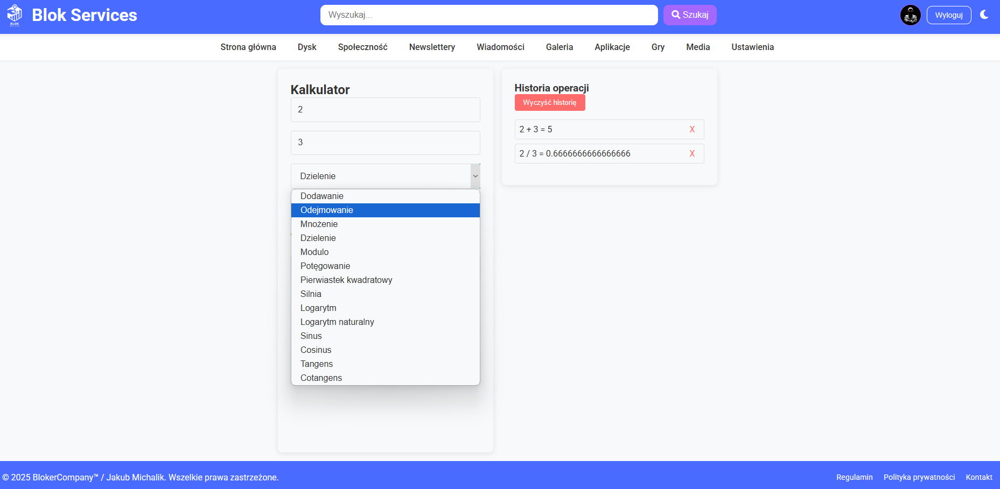 BLOK
Blok Services
Wyszukaj...
Szukaj
Wyloguj
Strona główna
Dysk
Społeczność
Newslettery
Wiadomości
Galeria
Aplikacje
Gry
Media
Ustawienia
Kalkulator
2
3
Dzielenie
Dodawanie
Odejmowanie
Mnożenie
Dzielenie
Modulo
Potęgowanie
Pierwiastek kwadratowy
Silnia
Logarytm
Logarytm naturalny
Sinus
Cosinus
Tangens
Cotangens
Historia operacji
Wyczyść historię
2 + 3 = 5
X
2 / 3 = 0.6666666666666666
X
© 2025 BlokerCompany™ / Jakub Michalik. Wszelkie prawa zastrzeżone.
Regulamin
Polityka prywatności
Kontakt